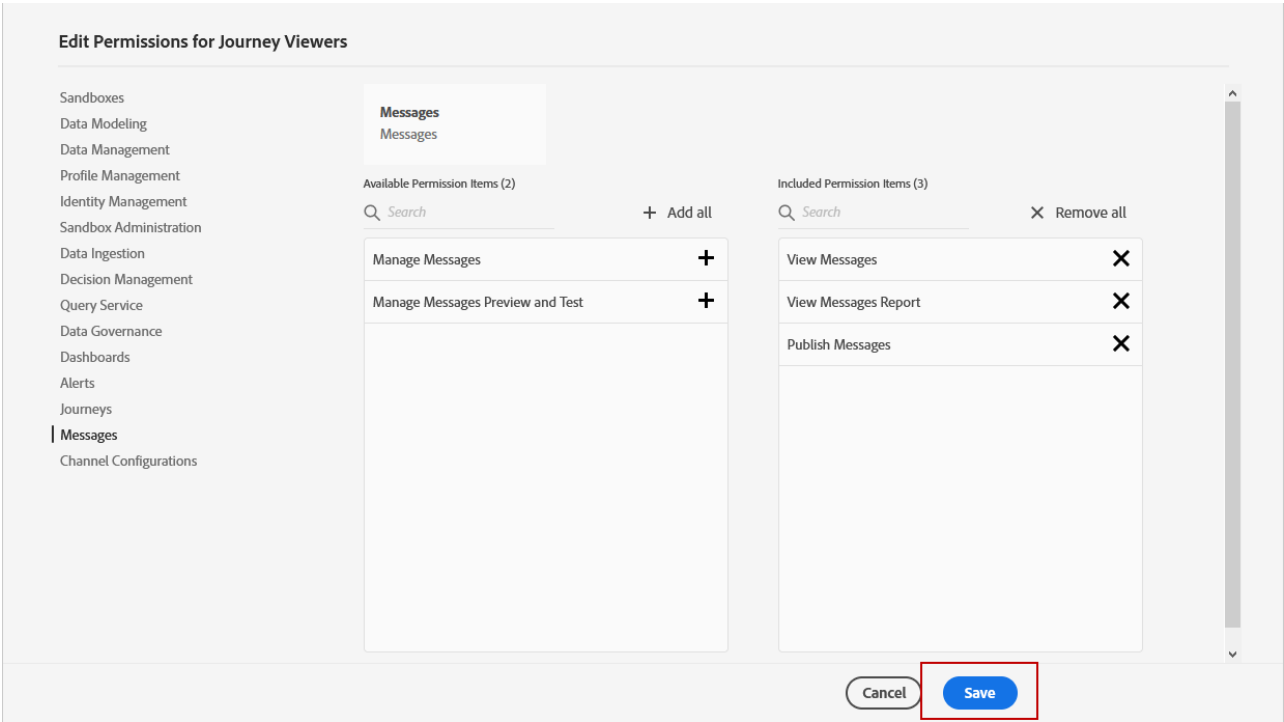 Edit Permissions for Journey Viewers
Sandboxes
Data Modeling
Data Management
Profile Management
Identity Management
Sandbox Administration
Data Ingestion
Decision Management
Query Service
Data Governance
Dashboards
Alerts
Journeys
Messages
Channel Configurations
Messages
Messages
Available Permission Items (2)
Search
+ Add all
Manage Messages
Manage Messages Preview and Test
Included Permission Items (3)
Search
Remove all
View Messages
View Messages Report
Publish Messages
Cancel
Save